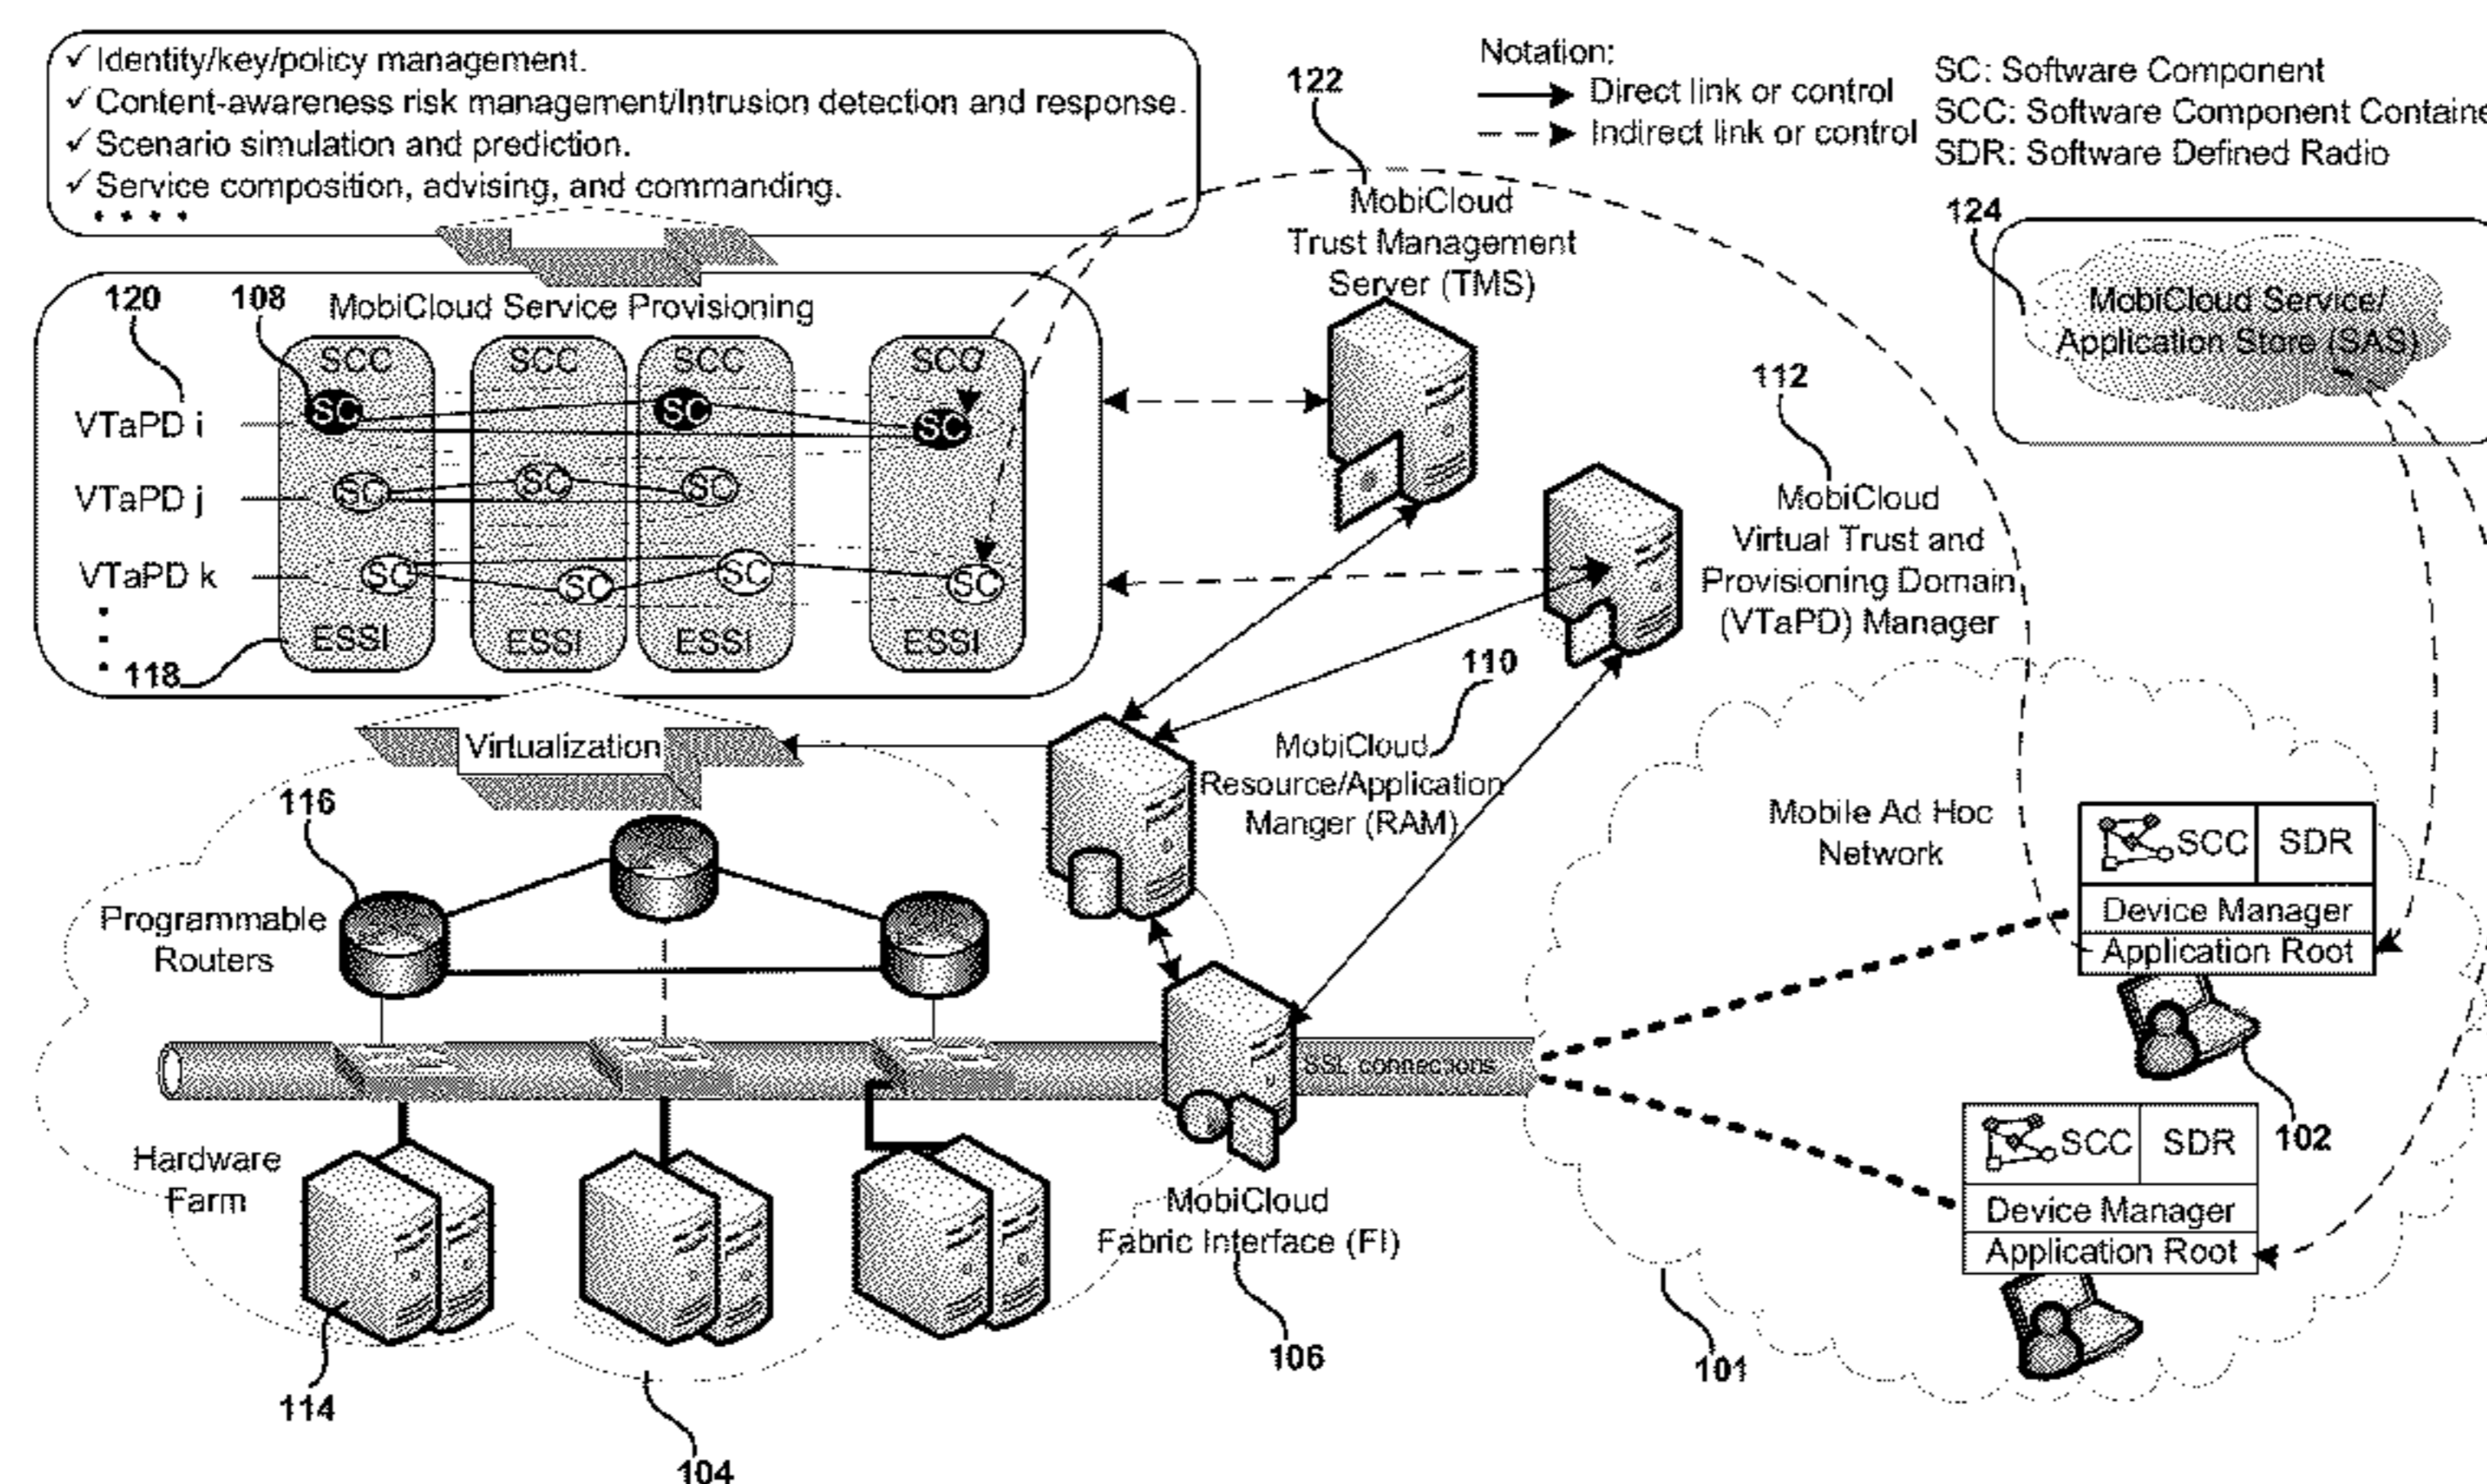 ✓ Identity/key/policy management.
✓ Content-awareness risk management/Intrusion detection and response.
✓ Scenario simulation and prediction.
✓ Service composition, advising, and commanding.
• • • •
Notation:
Direct link or control
Indirect link or control
SC: Software Component
SCC: Software Component Containe
SDR: Software Defined Radio
122
MobiCloud
Trust Management
Server (TMS)
124
MobiCloud Service/
Application Store (SAS)
120
108
MobiCloud Service Provisioning
SCC
SCC
SCC
SCC
VTaPD i
SC
SC
SC
VTaPD j
SC
SC
SC
VTaPD k
SC
SC
SC
SC
ESSI
ESSI
ESSI
ESSI
118
112
MobiCloud
Virtual Trust and
Provisioning Domain
(VTaPD) Manager
110
MobiCloud
Resource/Application
Manger (RAM)
Virtualization
116
Programmable
Routers
Mobile Ad Hoc
Network
SCC
SDR
Device Manager
Application Root
102
SSL connections
SCC
SDR
Device Manager
Application Root
Hardware
Farm
MobiCloud
Fabric Interface (FI)
114
104
106
101